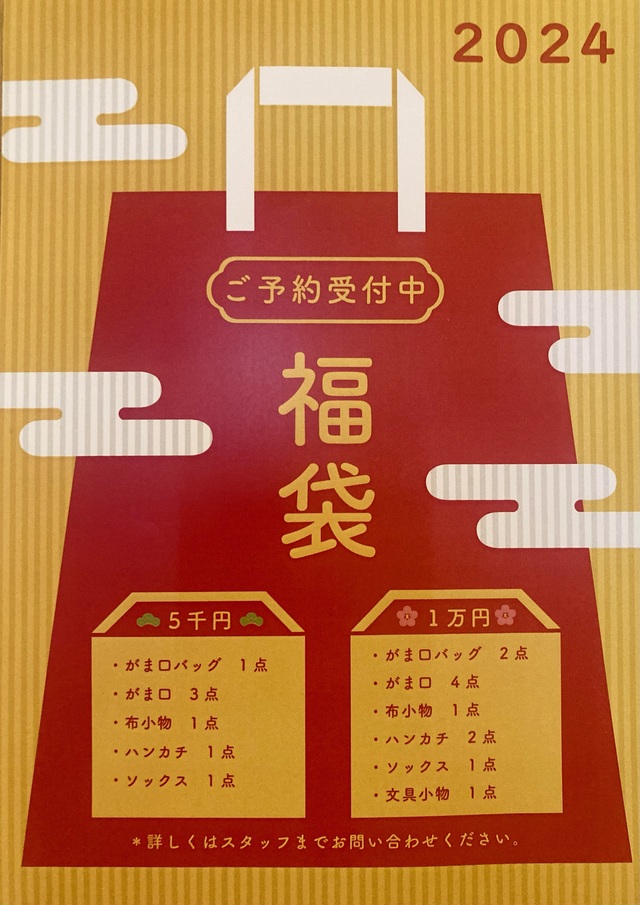 2024
ご予約受付中
福袋
5千円
・がま口バッグ 1点
・がま口 3点
・布小物 1点
・ハンカチ 1点
・ソックス 1点
1万円
・がま口バッグ 2点
・がま口 4点
・布小物 1点
・ハンカチ 2点
・ソックス 1点
・文具小物 1点
*詳しくはスタッフまでお問い合わせください。